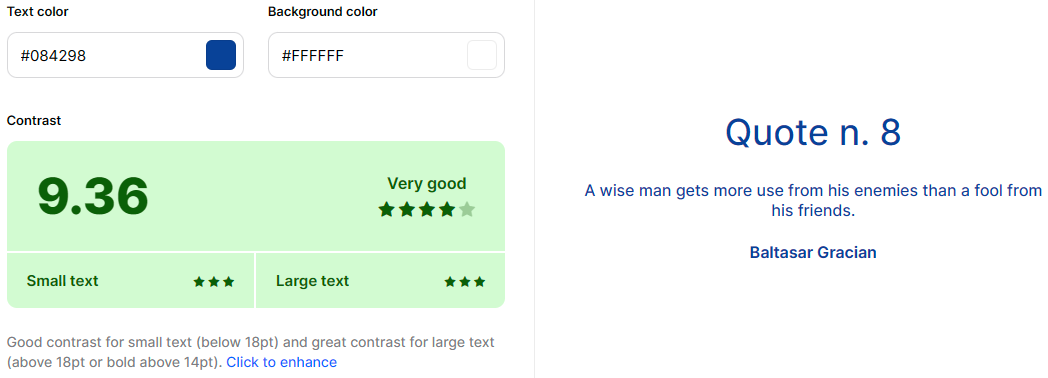 Text color
Background color
#084298
#FFFFFF
Contrast
9.36
Very good
Small text
Large text
Good contrast for small text (below 18pt) and great contrast for large text
(above 18pt or bold above 14pt). Click to enhance
Quote n. 8
A wise man gets more use from his enemies than a fool from
his friends.
Baltasar Gracian